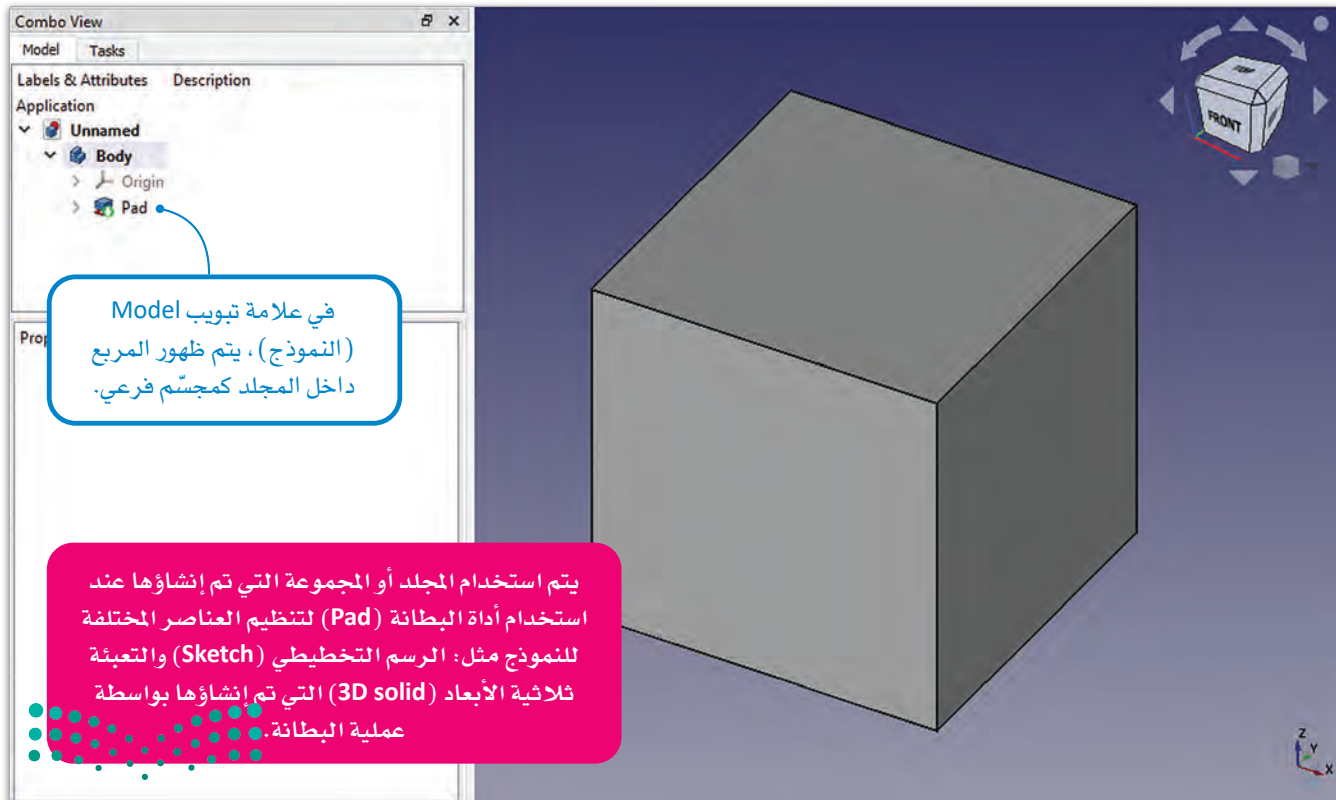 Combo View
Model Tasks
Labels & Attributes Description
Application
Unnamed
Body
Origin
Pad
في علامة تبويب Model
(النموذج)، يتم ظهور المربع
داخل المجلد كمجسّم فرعي.
Prop
يتم استخدام المجلد أو المجموعة التي تم إنشاؤها عند
استخدام أداة البطانة (Pad) لتنظيم العناصر المختلفة
للنموذج مثل: الرسم التخطيطي (Sketch) والتعبئة
ثلاثية الأبعاد (3D solid) التي تم إنشاؤها بواسطة
عملية البطانة.
TOP
FRONT
Z
Y
X